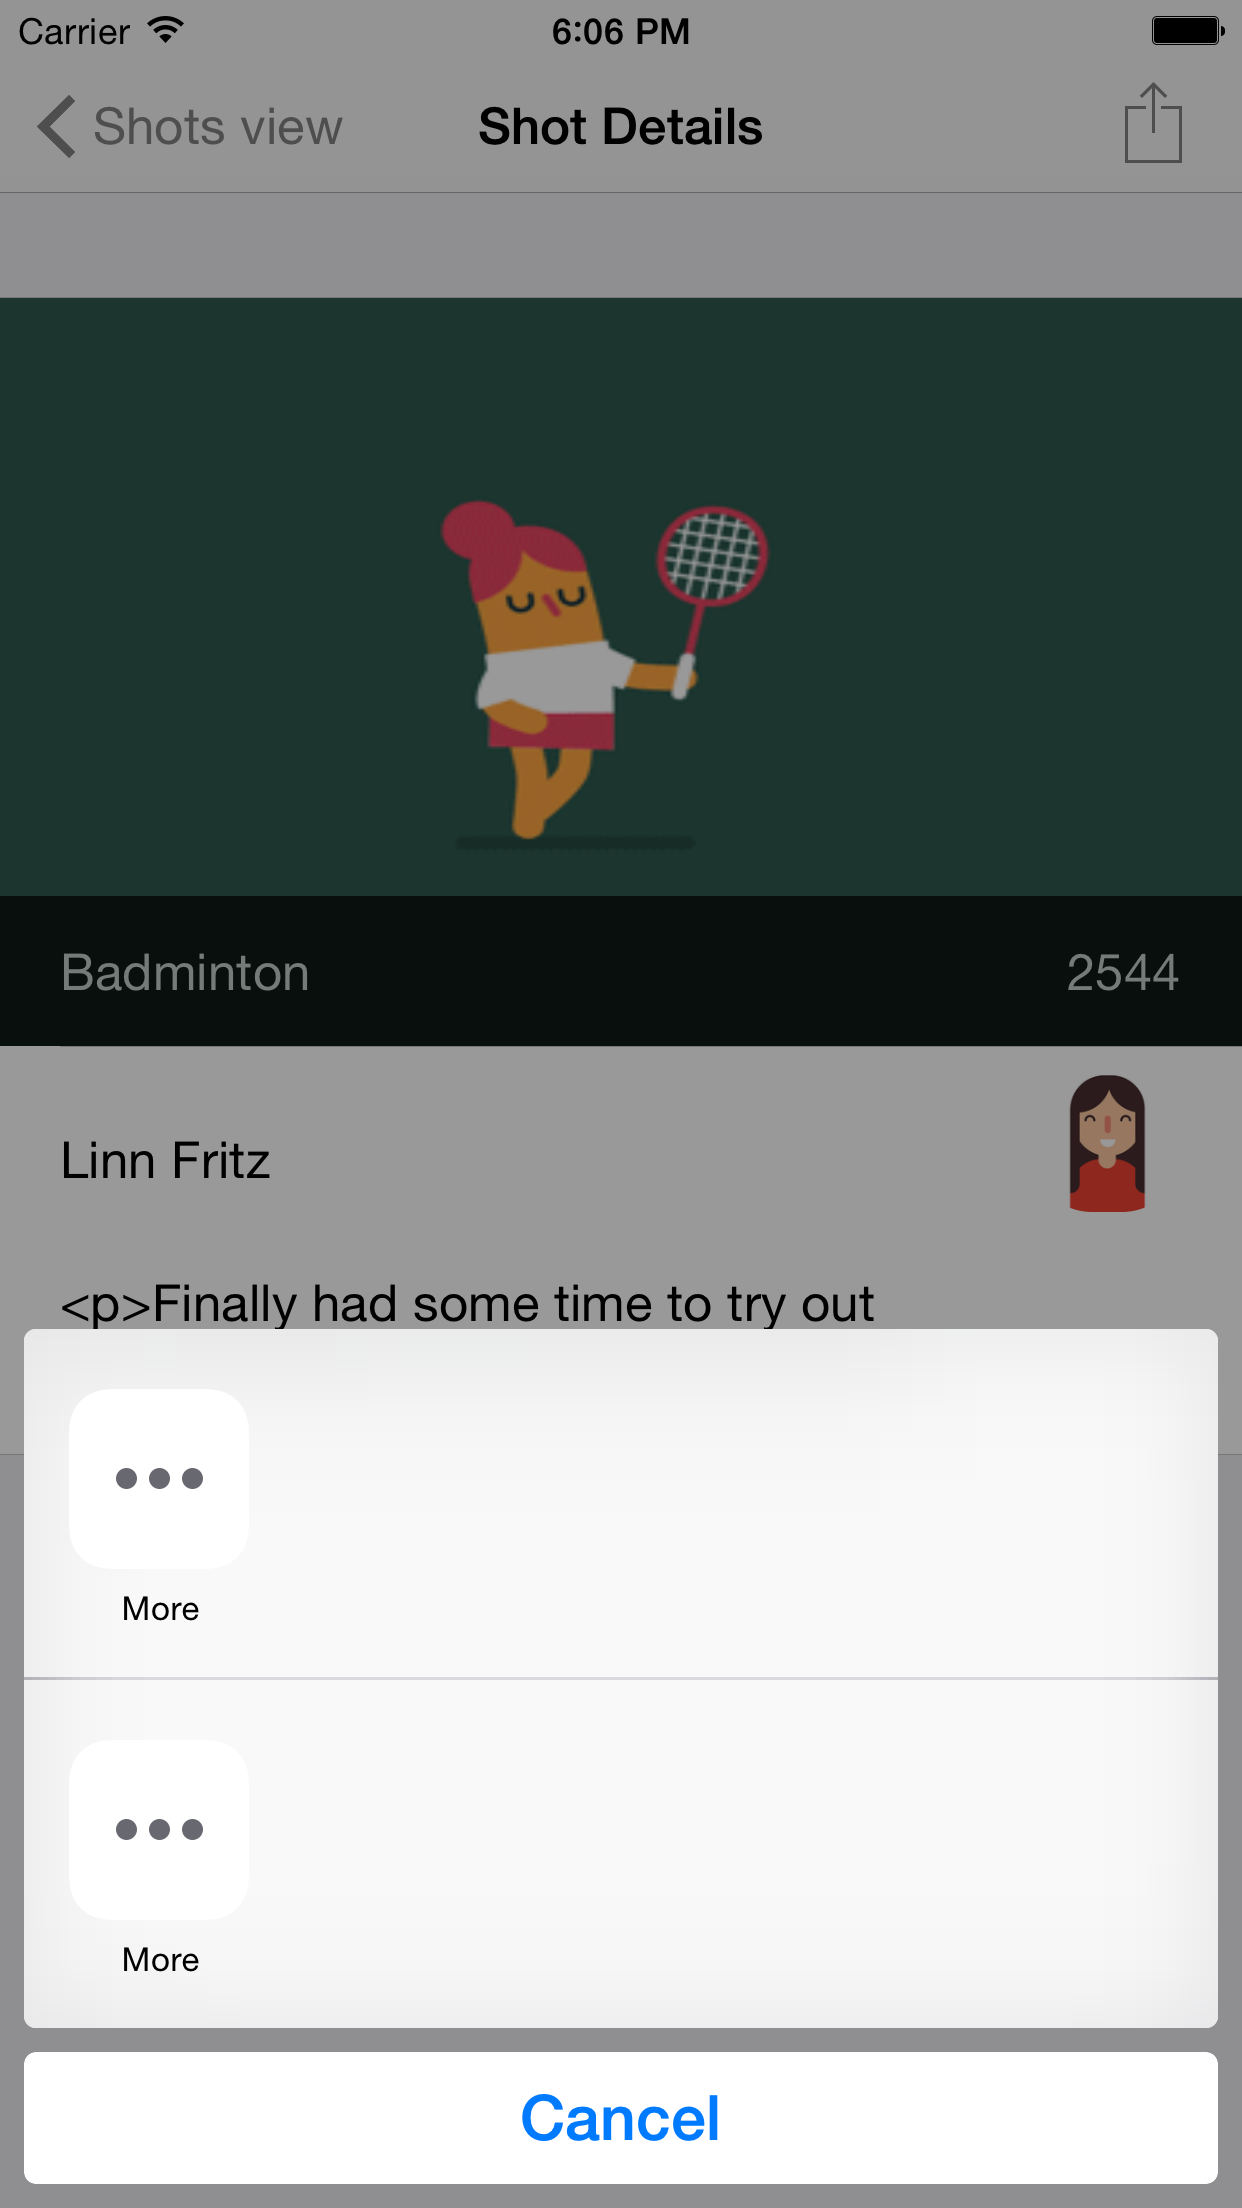 Carrier 6:06 PM
Shots view Shot Details
Badminton 2544
Linn Fritz
<p>Finally had some time to try out
More
More
Cancel